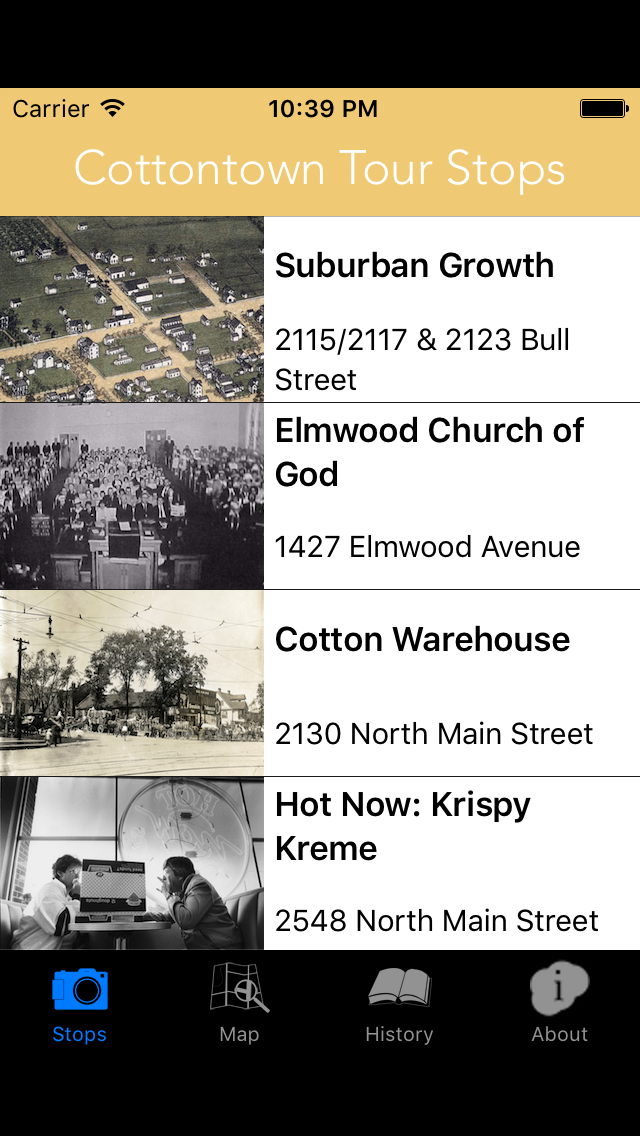 Carrier 10:39 PM
Cottontown Tour Stops
Suburban Growth
2115/2117 & 2123 Bull
Street
Elmwood Church of
God
1427 Elmwood Avenue
Cotton Warehouse
2130 North Main Street
HOT
NOW
Hot Now: Krispy
Kreme
2548 North Main Street
Stops Map History About